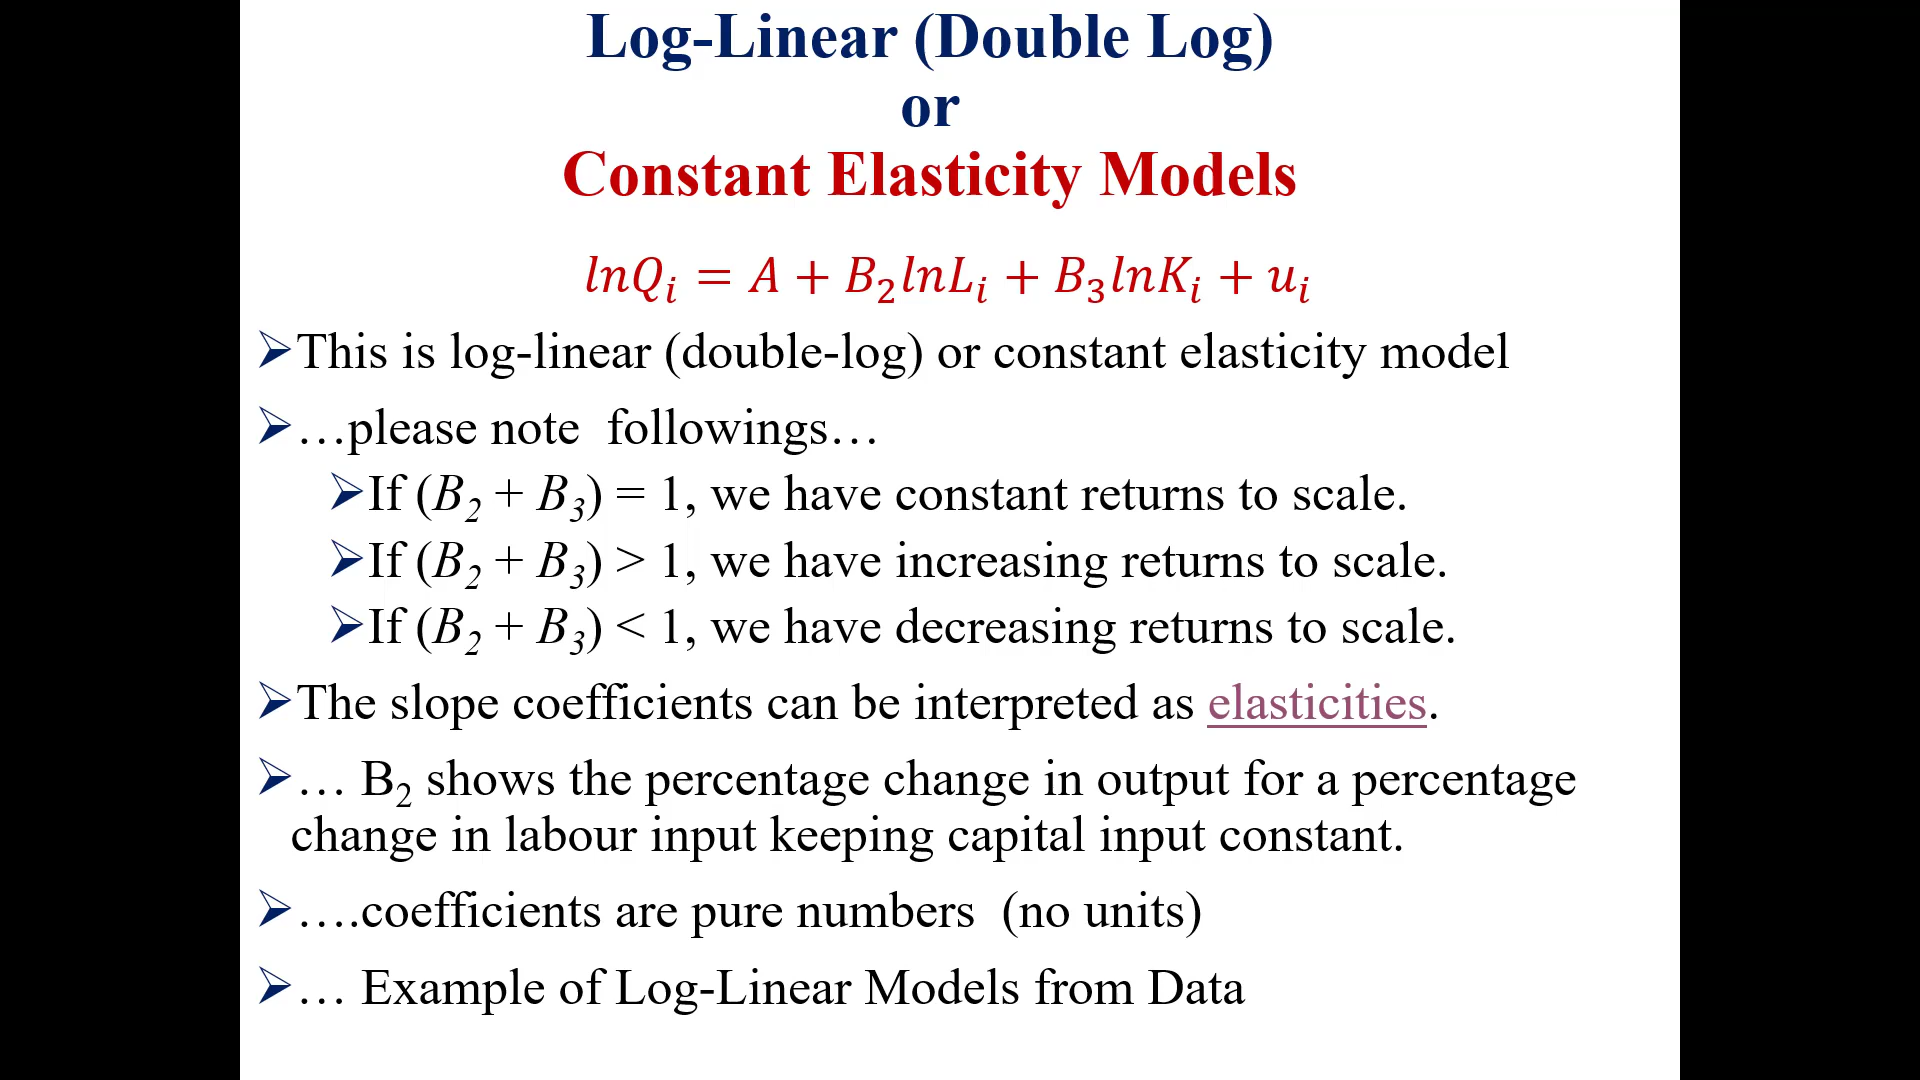 Log-Linear (Double Log)
or
Constant Elasticity Models
lnQᵢ = A + B₂lnLᵢ + B₃lnKᵢ + uᵢ
➢This is log-linear (double-log) or constant elasticity model
➢…please note  followings…
➢If (B₂ + B₃) = 1, we have constant returns to scale.
➢If (B₂ + B₃) > 1, we have increasing returns to scale.
➢If (B₂ + B₃) < 1, we have decreasing returns to scale.
➢The slope coefficients can be interpreted as elasticities.
➢… B₂ shows the percentage change in output for a percentage
change in labour input keeping capital input constant.
➢….coefficients are pure numbers  (no units)
➢… Example of Log-Linear Models from Data